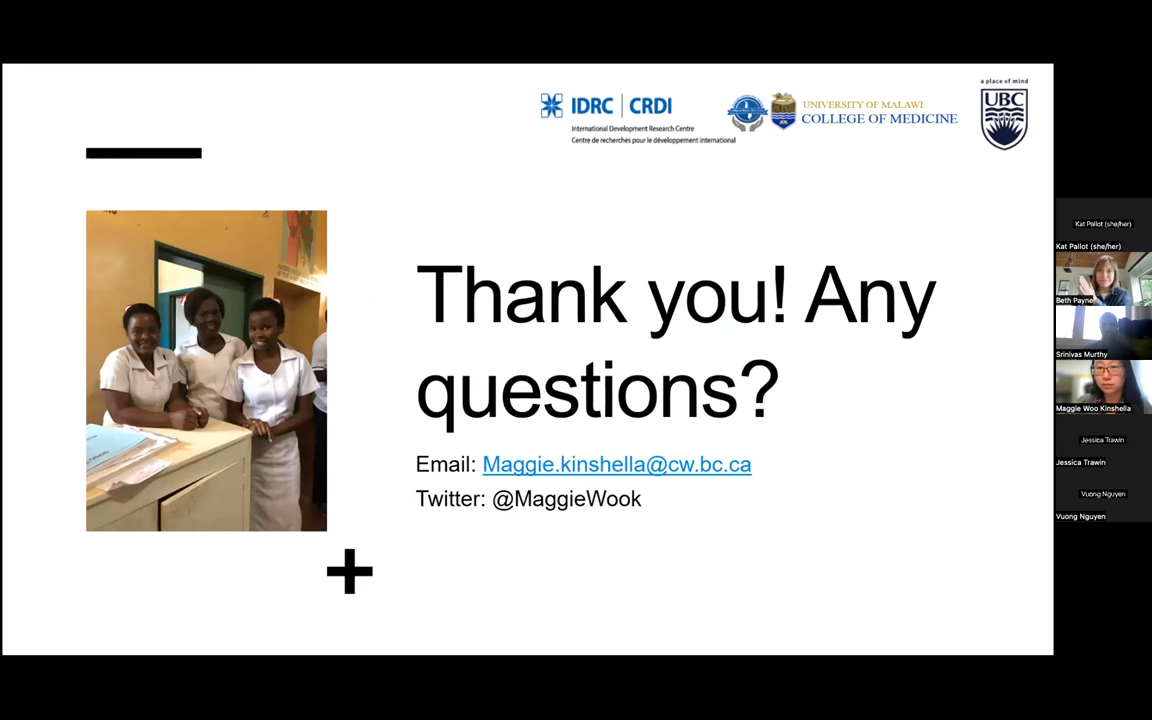 a place of mind
UBC
IDRC | CRDI
International Development Research Centre
Centre de recherches pour le développement international
UNIVERSITY OF MALAWI
COLLEGE OF MEDICINE
Thank you! Any
questions?
Email: Maggie.kinshella@cw.bc.ca
Twitter: @MaggieWook
Kat Pallot (she/her)
Kat Pallot (she/her)
Beth Payne
Srinivas Murthy
Maggie Woo Kinshella
Jessica Trawin
Jessica Trawin
Vuong Nguyen
Vuong Nguyen